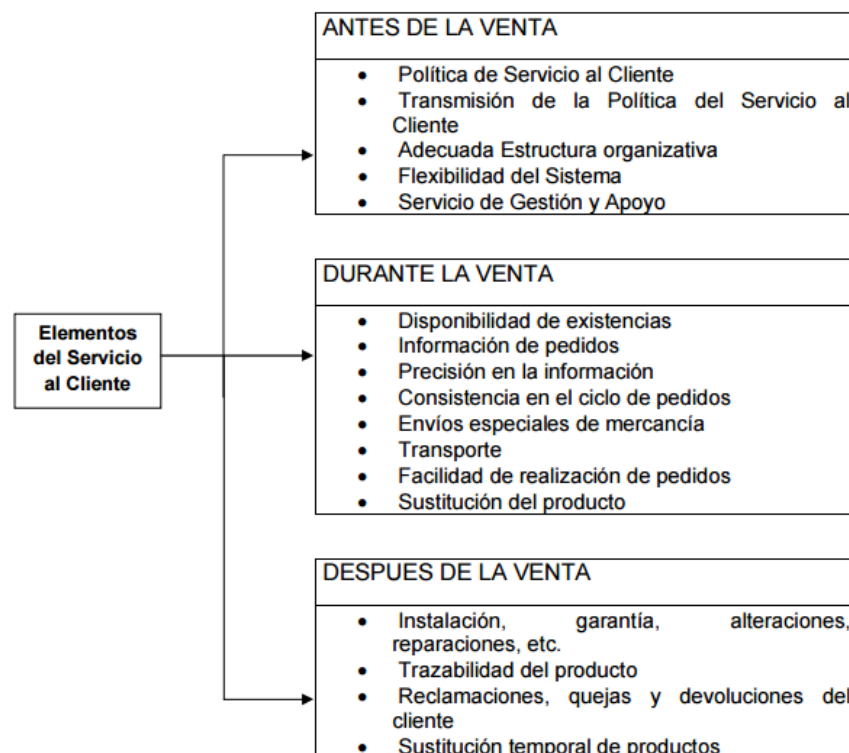 ANTES DE LA VENTA
• Política de Servicio al Cliente
• Transmisión de la Política del Servicio al
Cliente
• Adecuada Estructura organizativa
• Flexibilidad del Sistema
• Servicio de Gestión y Apoyo
DURANTE LA VENTA
• Disponibilidad de existencias
• Información de pedidos
• Precisión en la información
• Consistencia en el ciclo de pedidos
• Envíos especiales de mercancía
• Transporte
• Facilidad de realización de pedidos
• Sustitución del producto
Elementos
del Servicio
al Cliente
DESPUES DE LA VENTA
• Instalación, garantía, alteraciones,
reparaciones, etc.
• Trazabilidad del producto
• Reclamaciones, quejas y devoluciones del
cliente
• Sustitución temporal de productos